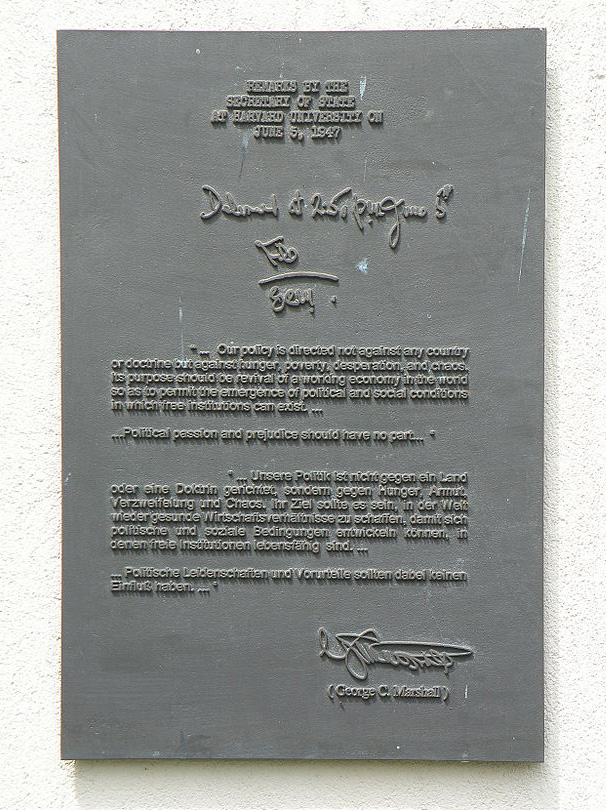 REMARKS BY THE
SECRETARY OF STATE
AT HARVARD UNIVERSITY ON
JUNE 5, 1947
" ... Our policy is directed not against any country
or doctrine but against hunger, poverty, desperation, and chaos.
Its purpose should be revival of a working economy in the world
so as to permit the emergence of political and social conditions
in which free institutions can exist. ...
...Political passion and prejudice should have no part... "
" ... Unsere Politik ist nicht gegen ein Land
oder eine Doktrin gerichtet, sondern gegen Hunger, Armut,
Verzweifelung und Chaos. Ihr Ziel sollte es sein, in der Welt
wieder gesunde Wirtschaftsverhältnisse zu schaffen, damit sich
politische und soziale Bedingungen entwickeln können, in
denen freie Institutionen lebensfähig sind. ...
... Politische Leidenschaften und Vorurteile sollten dabei keinen
Einfluß haben. ... "
( George C. Marshall )